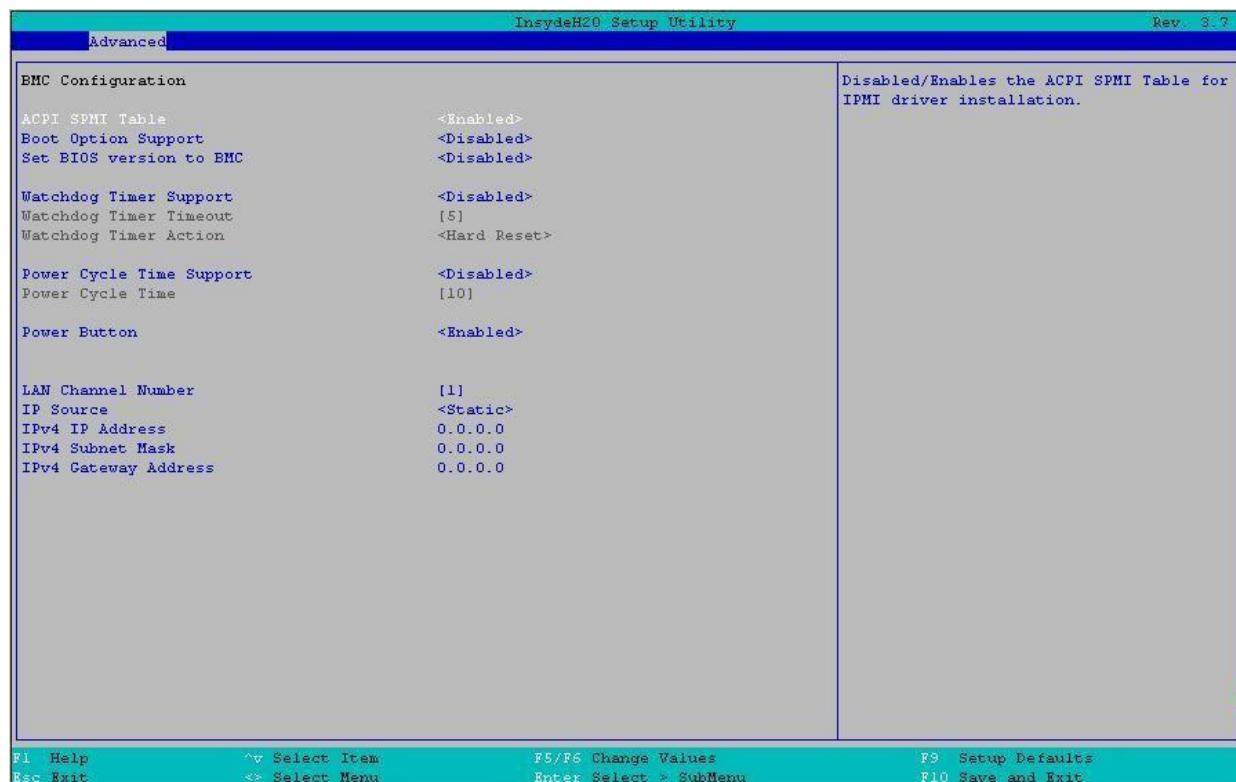 InsydeH2O Setup Utility Rev. 3.7
Advanced
BMC Configuration
ACPI SPMI Table <Enabled>
Boot Option Support <Disabled>
Set BIOS version to BMC <Disabled>
Watchdog Timer Support <Disabled>
Watchdog Timer Timeout [5]
Watchdog Timer Action <Hard Reset>
Power Cycle Time Support <Disabled>
Power Cycle Time [10]
Power Button <Enabled>
LAN Channel Number [1]
IP Source <Static>
IPv4 IP Address 0.0.0.0
IPv4 Subnet Mask 0.0.0.0
IPv4 Gateway Address 0.0.0.0
Disabled/Enables the ACPI SPMI Table for
IPMI driver installation.
F1 Help ^v Select Item F5/F6 Change Values F9 Setup Defaults
Esc Exit <> Select Menu Enter Select > SubMenu F10 Save and Exit